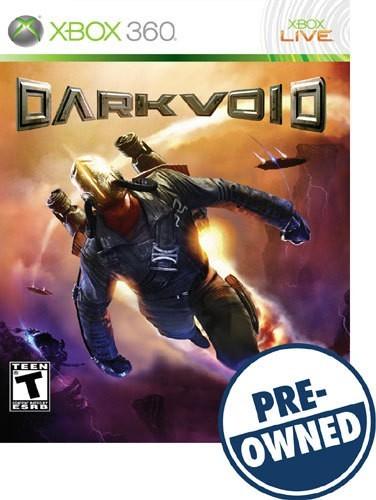 XBOX 360
XBOX
LIVE
DARKVOID
TEEN
T
ESRB
PRE-
OWNED